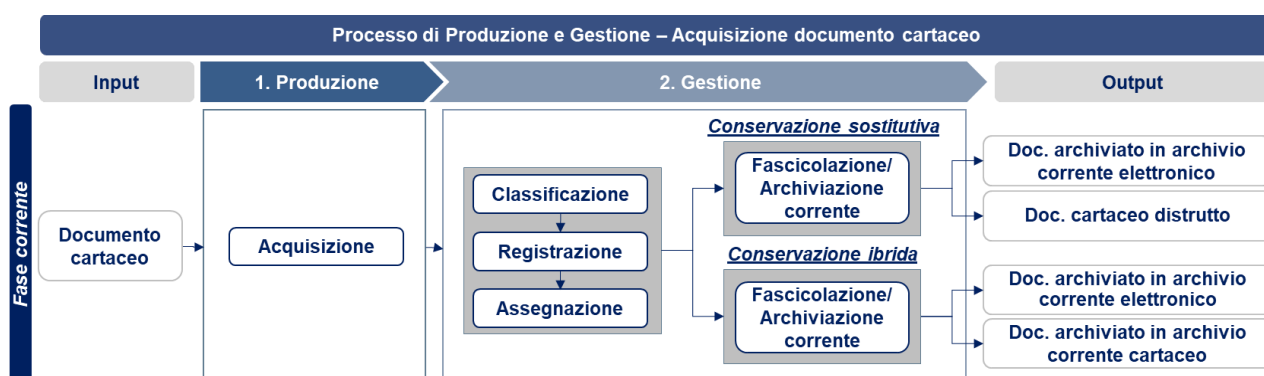 Processo di Produzione e Gestione – Acquisizione documento cartaceo
Input
1. Produzione
2. Gestione
Output
Fase corrente
Documento
cartaceo
Acquisizione
Classificazione
Registrazione
Assegnazione
Conservazione sostitutiva
Fascicolazione/
Archiviazione
corrente
Conservazione ibrida
Fascicolazione/
Archiviazione
corrente
Doc. archiviato in archivio
corrente elettronico
Doc. cartaceo distrutto
Doc. archiviato in archivio
corrente elettronico
Doc. archiviato in archivio
corrente cartaceo